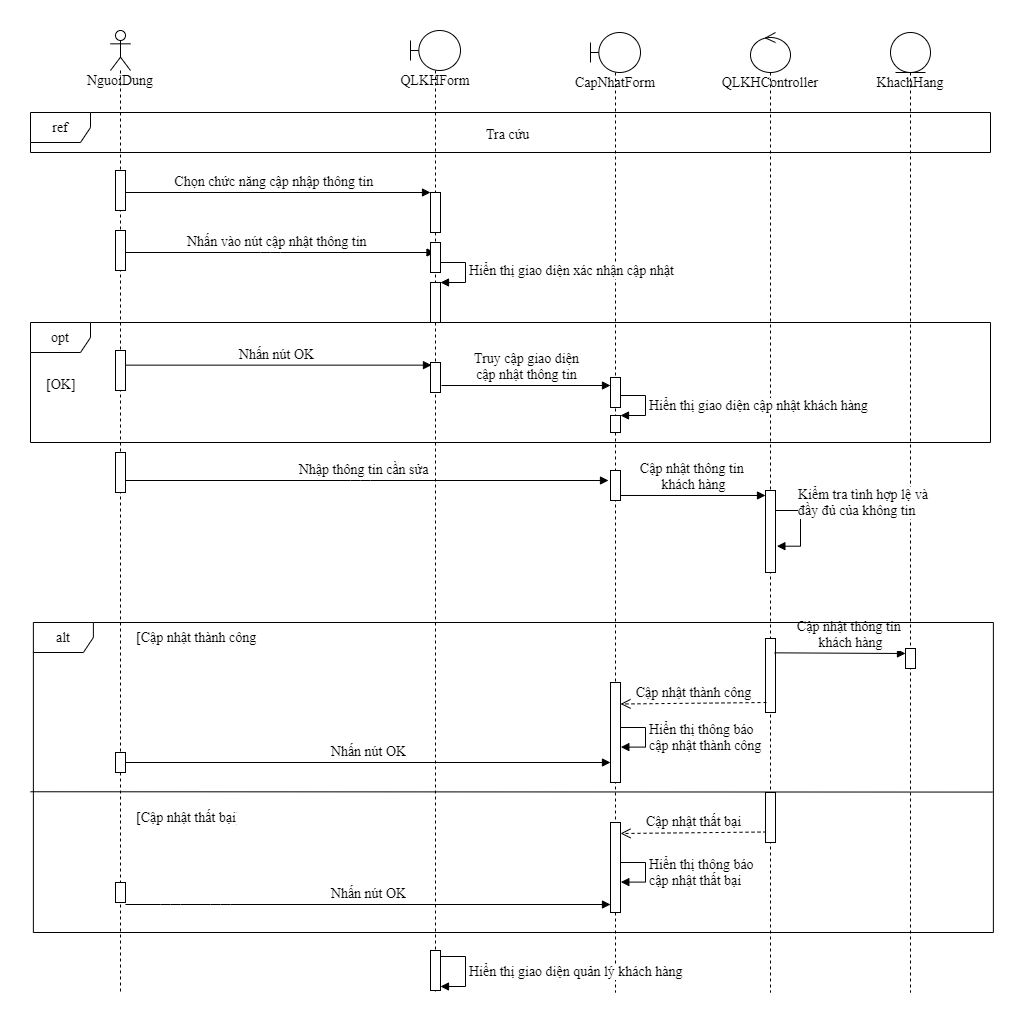 NguoiDung
QLKHForm
CapNhatForm
QLKHController
KhachHang
ref
Tra cứu
Chọn chức năng cập nhập thông tin
Nhấn vào nút cập nhật thông tin
Hiển thị giao diện xác nhận cập nhật
opt
[OK]
Nhấn nút OK
Truy cập giao diện
cập nhật thông tin
Hiển thị giao diện cập nhật khách hàng
Nhập thông tin cần sửa
Cập nhật thông tin
khách hàng
Kiểm tra tình hợp lệ và
đầy đủ của không tin
alt
[Cập nhật thành công
Cập nhật thông tin
khách hàng
Cập nhật thành công
Hiển thị thông báo
cập nhật thành công
Nhấn nút OK
[Cập nhật thất bại
Cập nhật thất bại
Hiển thị thông báo
cập nhật thất bại
Nhấn nút OK
Hiển thị giao diện quản lý khách hàng